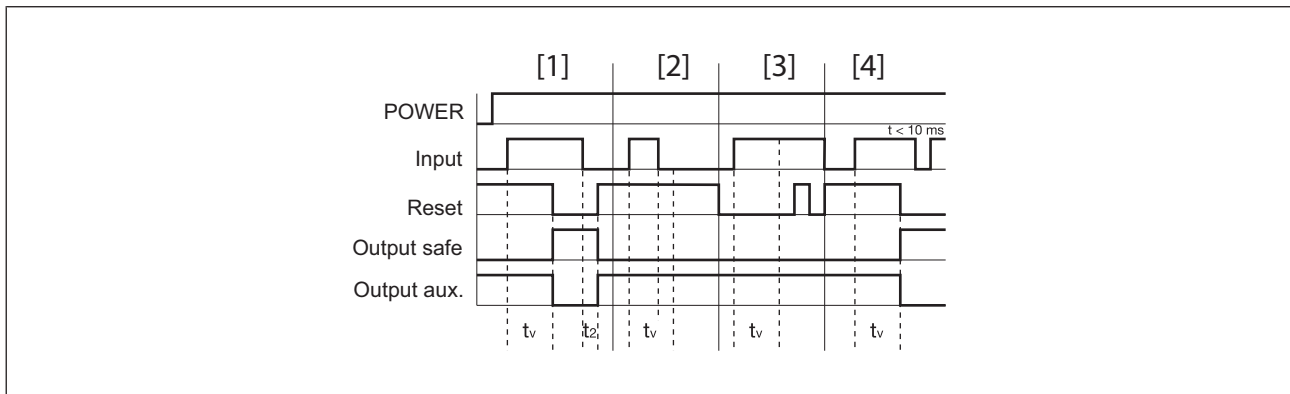 [1] [2] [3] [4]
POWER
t < 10 ms
Input
Reset
Output safe
Output aux.
tv t2 tv tv tv